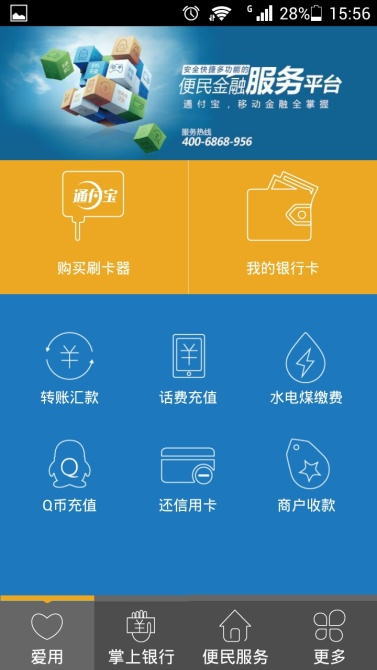 G
28%
15:56
安全快捷多功能的
便民金融服务平台
通付宝，移动金融全掌握
服务热线
400-6868-956
通付宝
购买刷卡器
我的银行卡
¥
转账汇款
¥
话费充值
水电煤缴费
Q
Q币充值
还信用卡
商户收款
爱用
¥
掌上银行
便民服务
更多